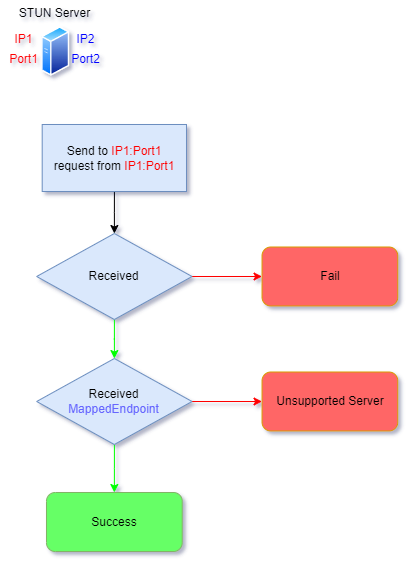 STUN Server
IP1 IP2
Port1 Port2
Send to IP1:Port1
request from IP1:Port1
Received
Fail
Received
MappedEndpoint
Unsupported Server
Success